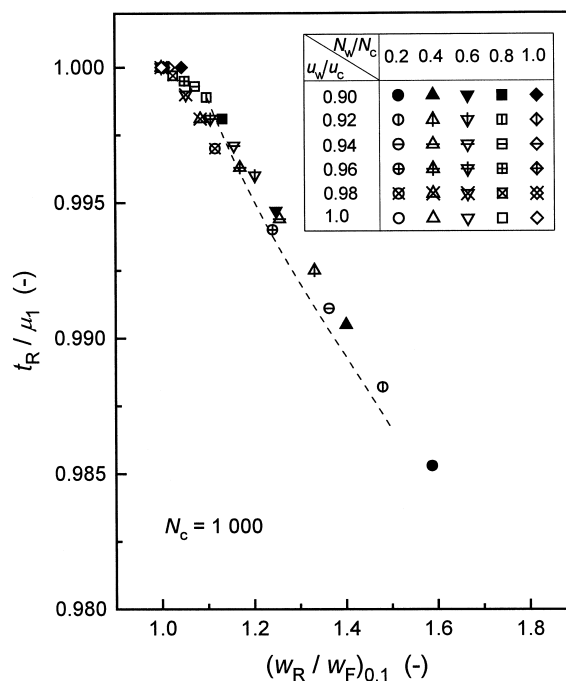 N_w/N_c
u_w/u_c
0.2 0.4 0.6 0.8 1.0
0.90
0.92
0.94
0.96
0.98
1.0
1.000
0.995
0.990
0.985
0.980
t_R / μ_1 (-)
N_c = 1 000
1.0 1.2 1.4 1.6 1.8
(w_R / w_F)_0.1 (-)